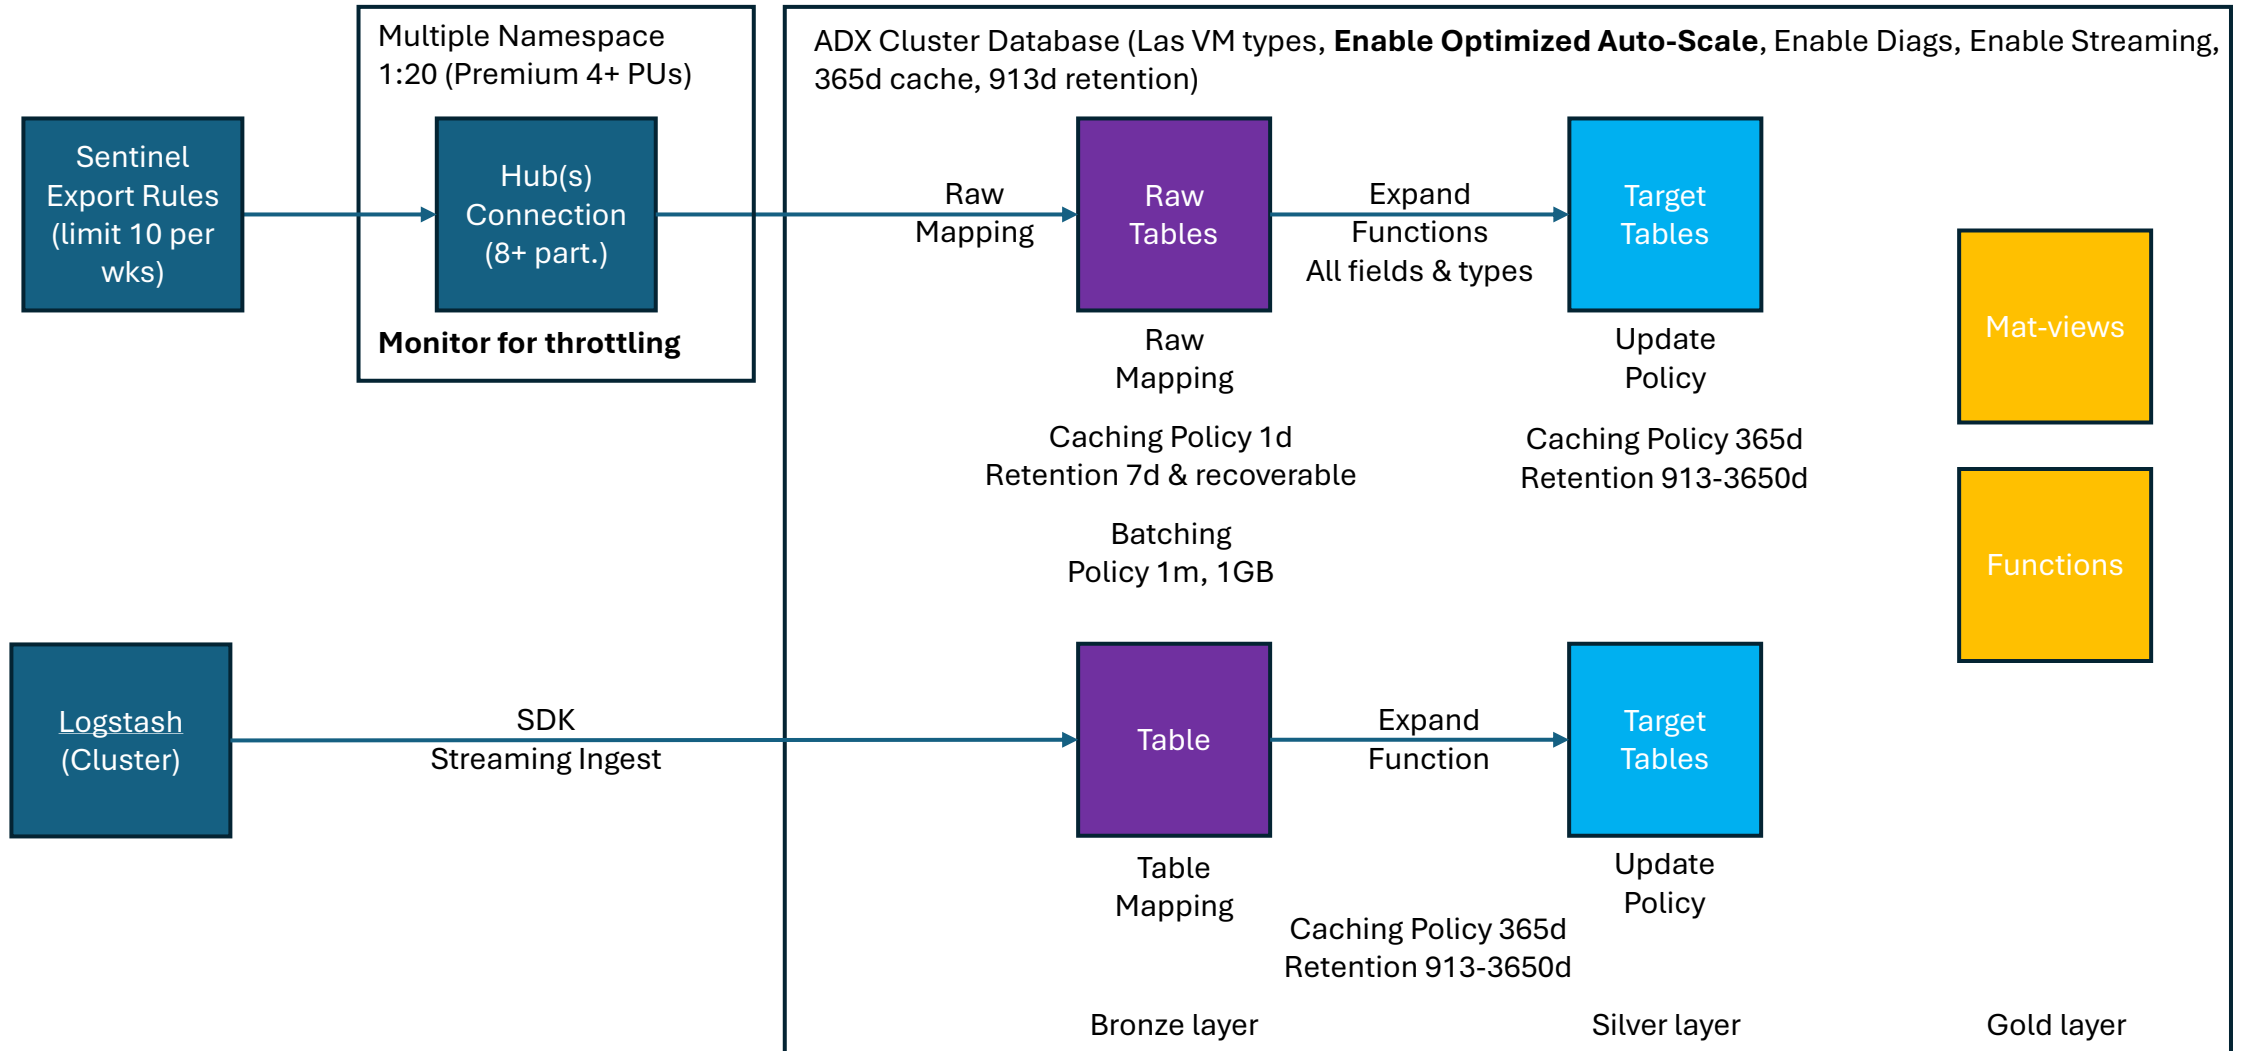 Multiple Namespace
1:20 (Premium 4+ PUs)
ADX Cluster Database (Las VM types, Enable Optimized Auto-Scale, Enable Diags, Enable Streaming,
365d cache, 913d retention)
Sentinel
Export Rules
(limit 10 per
wks)
Hub(s)
Connection
(8+ part.)
Monitor for throttling
Raw
Mapping
Raw
Tables
Expand
Functions
All fields & types
Target
Tables
Raw
Mapping
Update
Policy
Caching Policy 1d
Retention 7d & recoverable
Caching Policy 365d
Retention 913-3650d
Batching
Policy 1m, 1GB
Mat-views
Functions
Logstash
(Cluster)
SDK
Streaming Ingest
Table
Expand
Function
Target
Tables
Table
Mapping
Update
Policy
Caching Policy 365d
Retention 913-3650d
Bronze layer
Silver layer
Gold layer